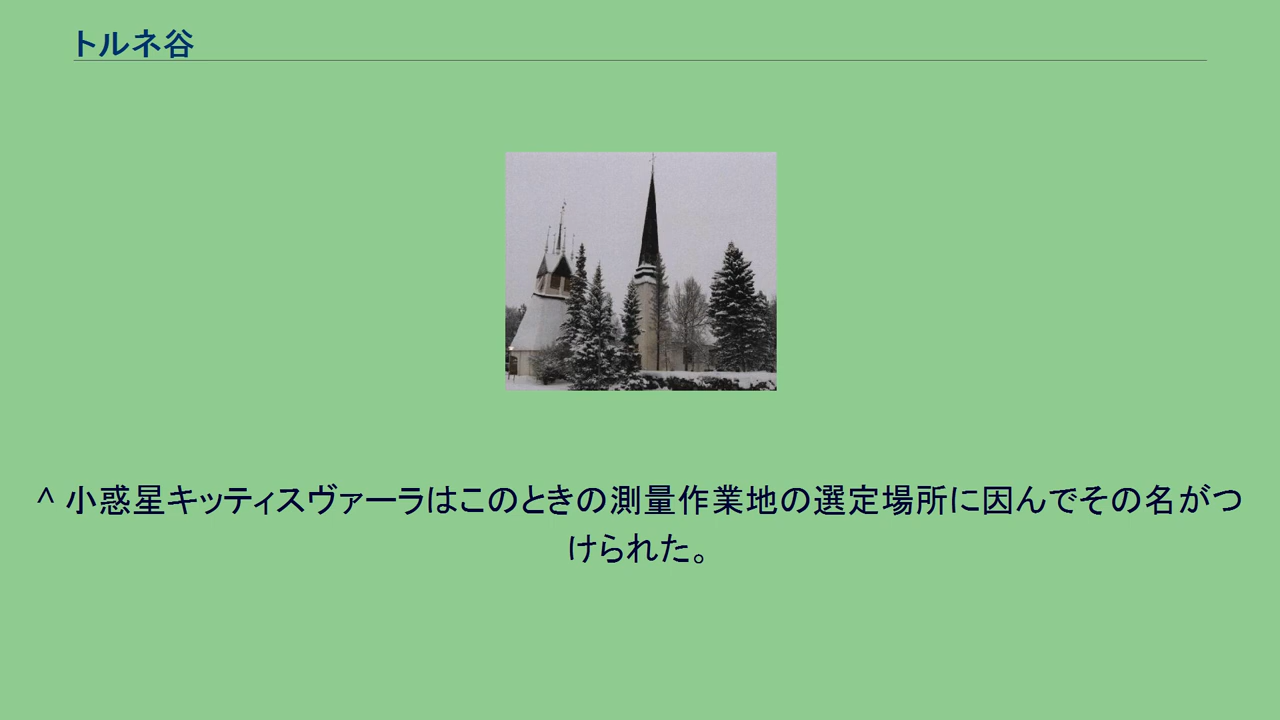 トルネ谷
^ 小惑星キッティスヴァーラはこのときの測量作業地の選定場所に因んでその名がつ
けられた。